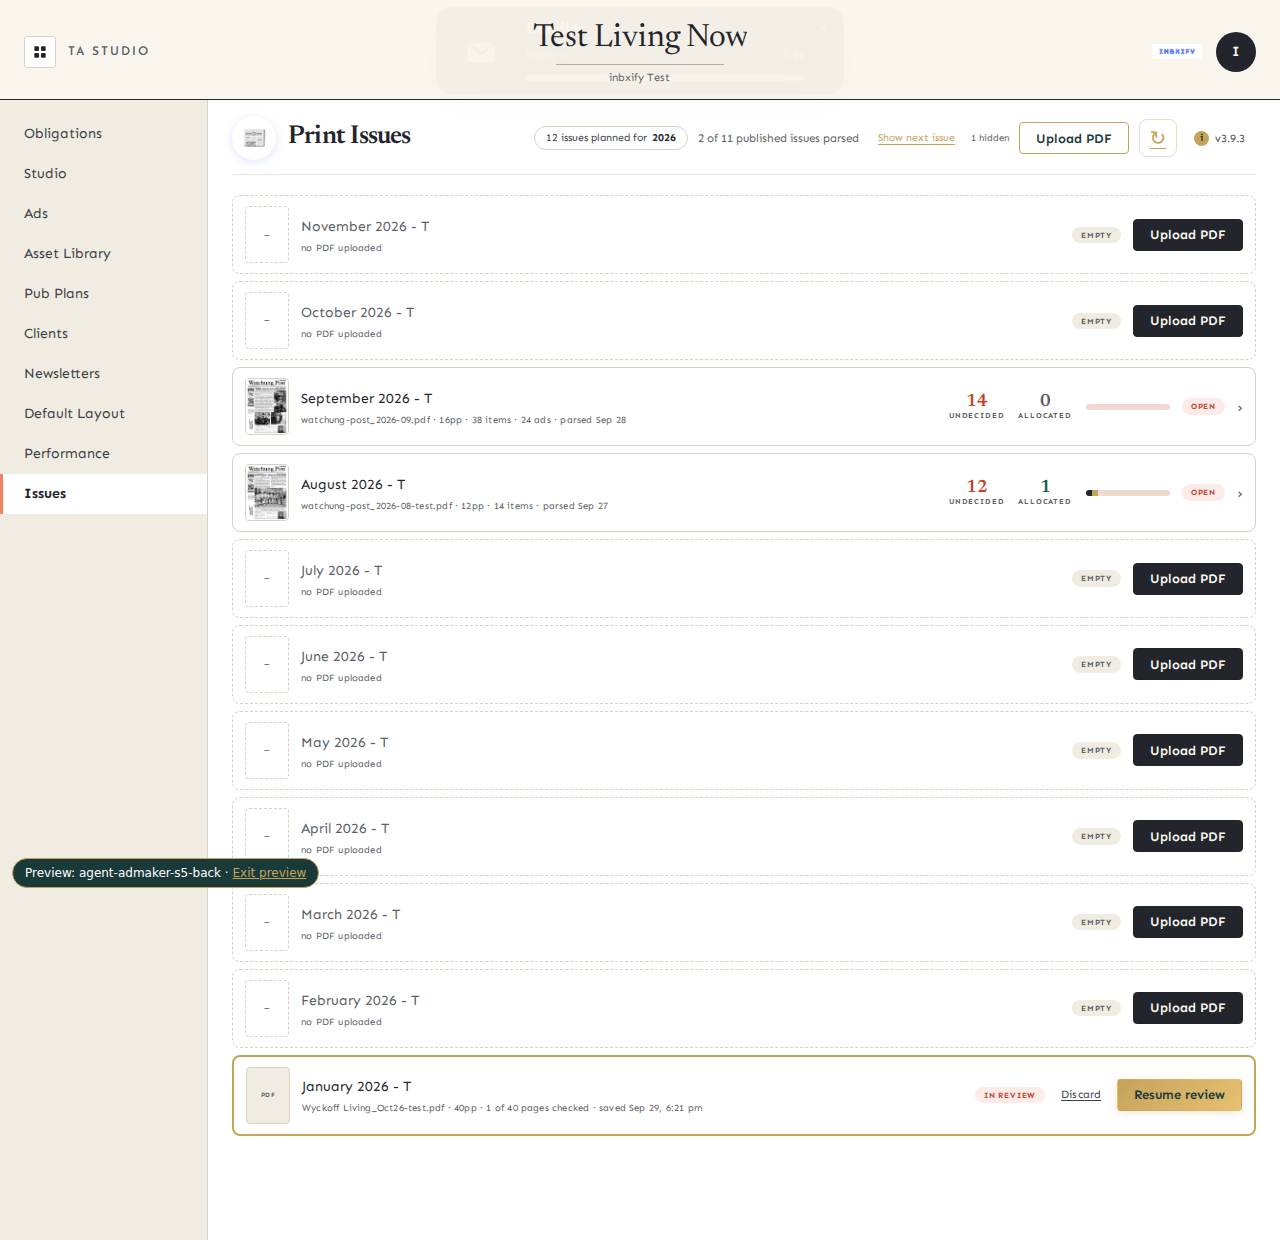 TA STUDIO
Test Living Now
inbxify Test
INBXIFY
I
Obligations
Studio
Ads
Asset Library
Pub Plans
Clients
Newsletters
Default Layout
Performance
Issues
Print Issues
12 issues planned for 2026
2 of 11 published issues parsed
Show next issue
1 hidden
Upload PDF
↻
i v3.9.3
–
November 2026 - T
no PDF uploaded
EMPTY
Upload PDF
–
October 2026 - T
no PDF uploaded
EMPTY
Upload PDF
Watchung Post
September 2026 - T
watchung-post_2026-09.pdf · 16pp · 38 items · 24 ads · parsed Sep 28
14
UNDECIDED
0
ALLOCATED
OPEN
›
Watchung Post
August 2026 - T
watchung-post_2026-08-test.pdf · 12pp · 14 items · parsed Sep 27
12
UNDECIDED
1
ALLOCATED
OPEN
›
–
July 2026 - T
no PDF uploaded
EMPTY
Upload PDF
–
June 2026 - T
no PDF uploaded
EMPTY
Upload PDF
–
May 2026 - T
no PDF uploaded
EMPTY
Upload PDF
–
April 2026 - T
no PDF uploaded
EMPTY
Upload PDF
Preview: agent-admaker-s5-back · Exit preview
–
March 2026 - T
no PDF uploaded
EMPTY
Upload PDF
–
February 2026 - T
no PDF uploaded
EMPTY
Upload PDF
PDF
January 2026 - T
Wyckoff Living_Oct26-test.pdf · 40pp · 1 of 40 pages checked · saved Sep 29, 6:21 pm
IN REVIEW
Discard
Resume review